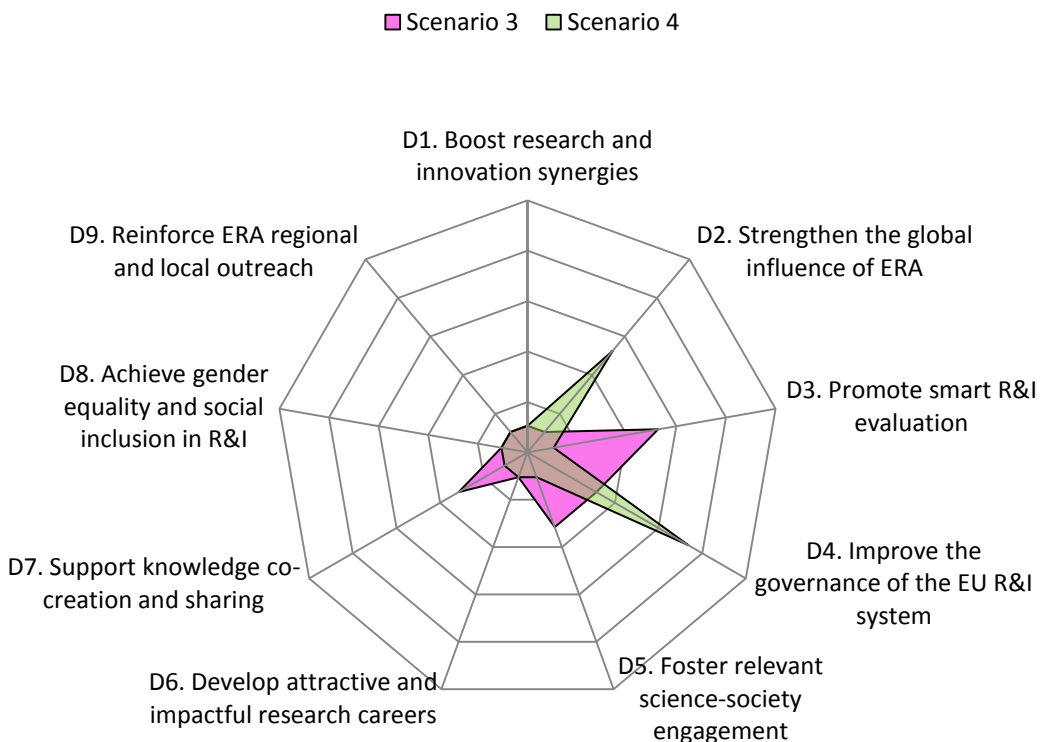 Scenario 3 Scenario 4
D1. Boost research and
innovation synergies
D2. Strengthen the global
influence of ERA
D3. Promote smart R&I
evaluation
D4. Improve the
governance of the EU R&I
system
D5. Foster relevant
science-society
engagement
D6. Develop attractive and
impactful research careers
D7. Support knowledge co-
creation and sharing
D8. Achieve gender
equality and social
inclusion in R&I
D9. Reinforce ERA regional
and local outreach